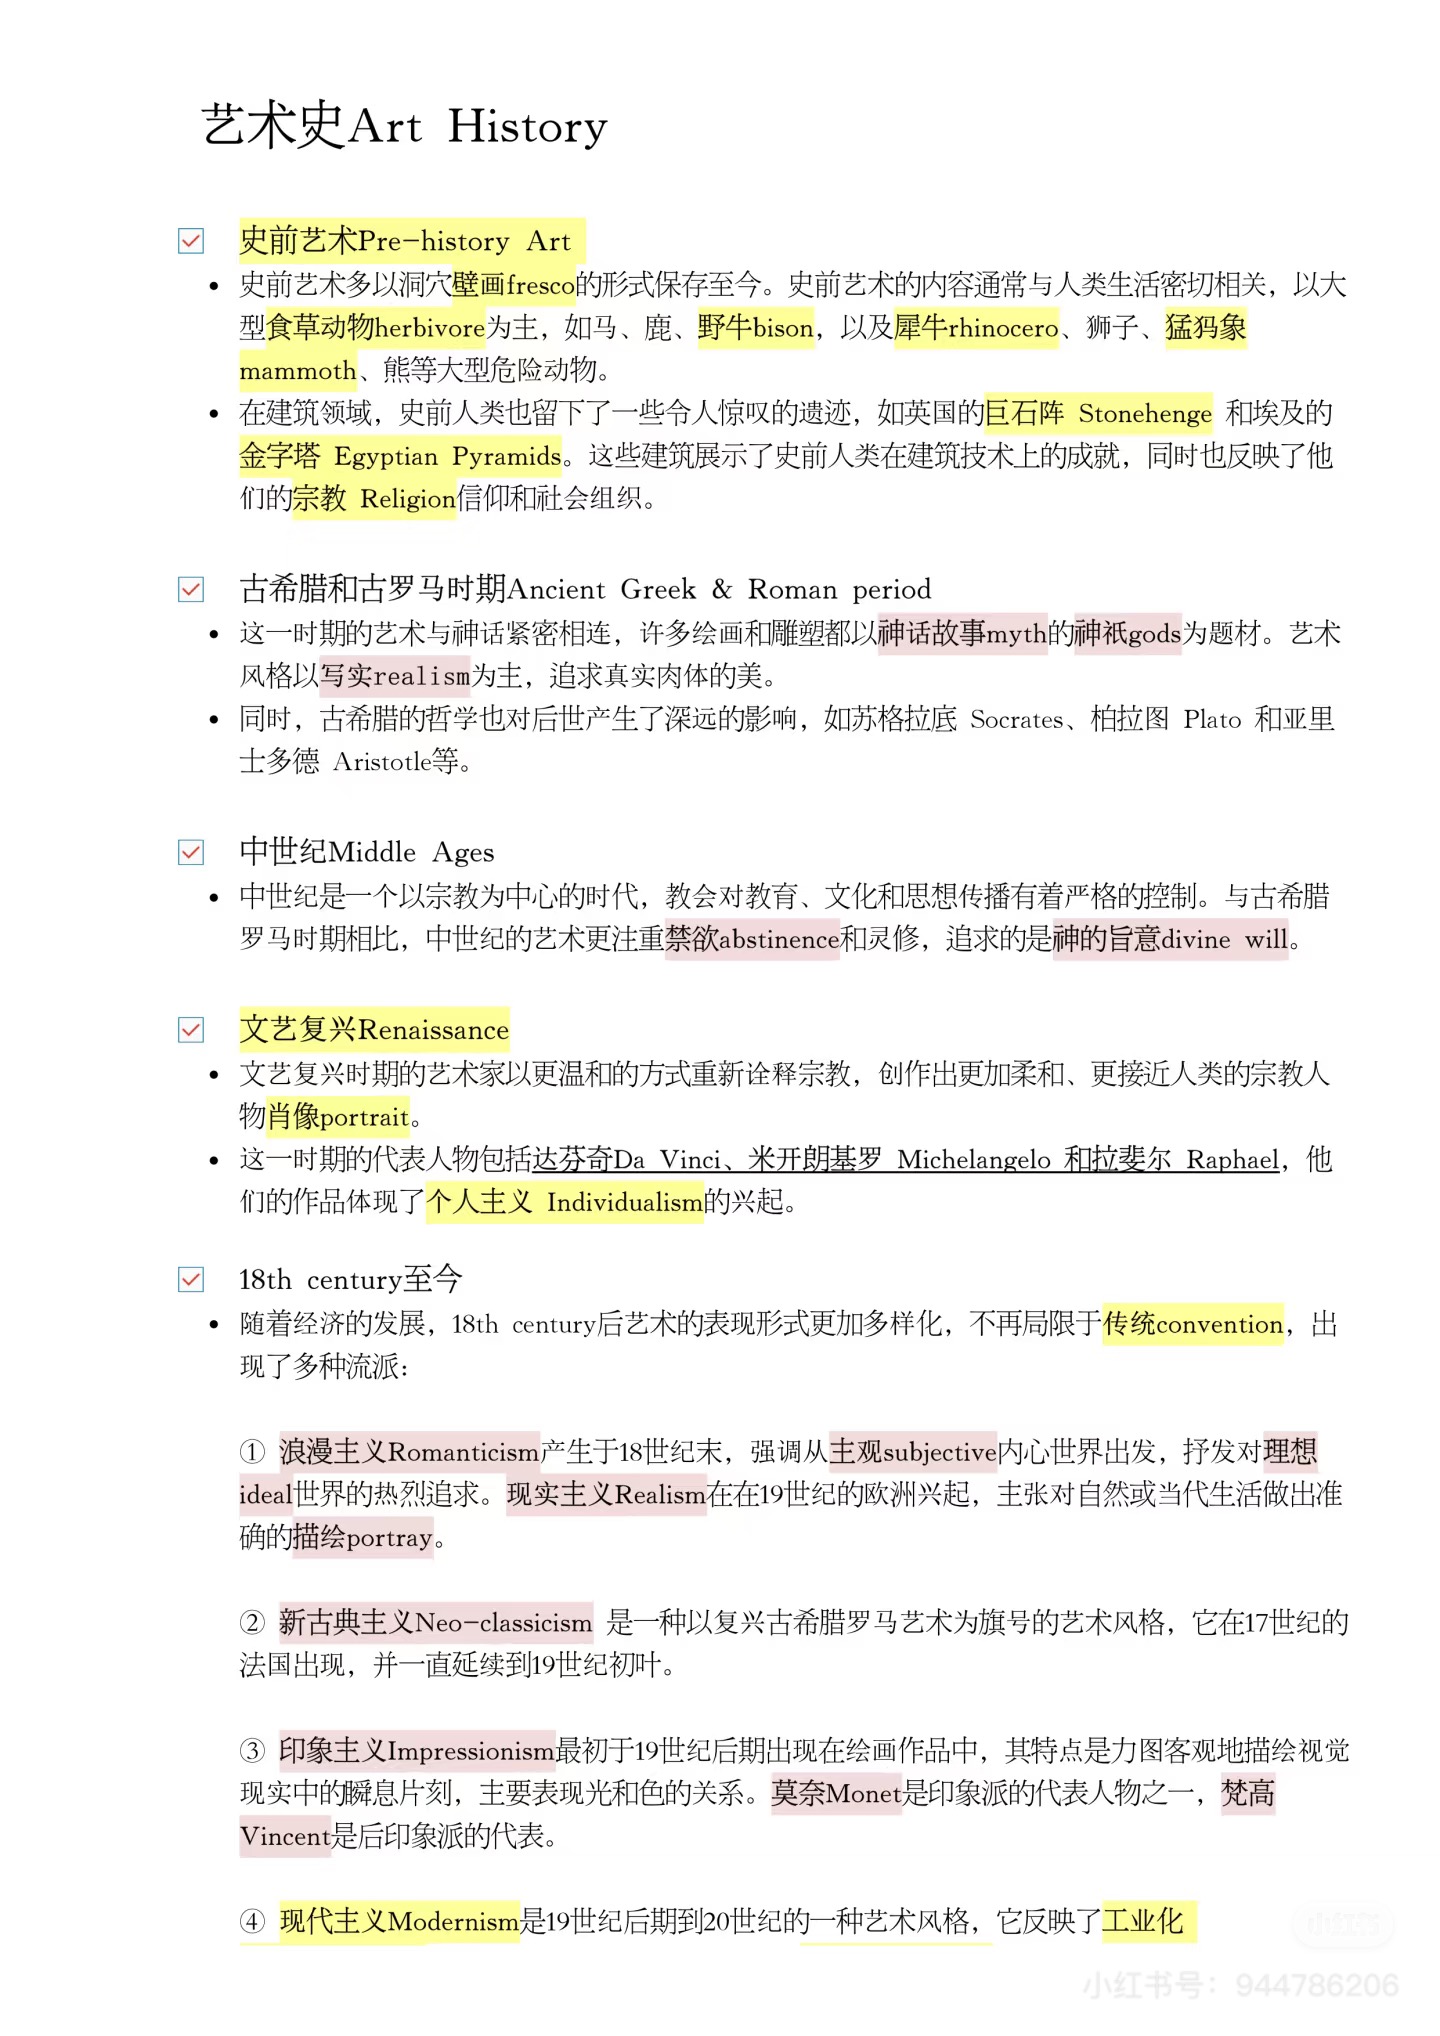 艺术史Art History
史前艺术Pre-history Art
史前艺术多以洞穴壁画fresco的形式保存至今。史前艺术的内容通常与人类生活密切相关，以大
型食草动物herbivore为主，如马、鹿、野牛bison，以及犀牛rhinocero、狮子、猛犸象
mammoth、熊等大型危险动物。
在建筑领域，史前人类也留下了一些令人惊叹的遗迹，如英国的巨石阵 Stonehenge 和埃及的
金字塔 Egyptian Pyramids。这些建筑展示了史前人类在建筑技术上的成就，同时也反映了他
们的宗教 Religion信仰和社会组织。
古希腊和古罗马时期Ancient Greek & Roman period
这一时期的艺术与神话紧密相连，许多绘画和雕塑都以神话故事myth的神祇gods为题材。艺术
风格以写实realism为主，追求真实肉体的美。
同时，古希腊的哲学也对后世产生了深远的影响，如苏格拉底 Socrates、柏拉图 Plato 和亚里
士多德 Aristotle等。
中世纪Middle Ages
中世纪是一个以宗教为中心的时代，教会对教育、文化和思想传播有着严格的控制。与古希腊
罗马时期相比，中世纪的艺术更注重禁欲abstinence和灵修，追求的是神的旨意divine will。
文艺复兴Renaissance
文艺复兴时期的艺术家以更温和的方式重新诠释宗教，创作出更加柔和、更接近人类的宗教人
物肖像portrait。
这一时期的代表人物包括达芬奇Da Vinci、米开朗基罗 Michelangelo 和拉斐尔 Raphael，他
们的作品体现了个人主义 Individualism的兴起。
18th century至今
随着经济的发展，18th century后艺术的表现形式更加多样化，不再局限于传统convention，出
现了多种流派：
① 浪漫主义Romanticism产生于18世纪末，强调从主观subjective内心世界出发，抒发对理想
ideal世界的热烈追求。现实主义Realism在在19世纪的欧洲兴起，主张对自然或当代生活做出准
确的描绘portray。
② 新古典主义Neo-classicism 是一种以复兴古希腊罗马艺术为旗号的艺术风格，它在17世纪的
法国出现，并一直延续到19世纪初叶。
③ 印象主义Impressionism最初于19世纪后期出现在绘画作品中，其特点是力图客观地描绘视觉
现实中的瞬息片刻，主要表现光和色的关系。莫奈Monet是印象派的代表人物之一，梵高
Vincent是后印象派的代表。
④ 现代主义Modernism是19世纪后期到20世纪的一种艺术风格，它反映了工业化
小红书
小红书号：944786206